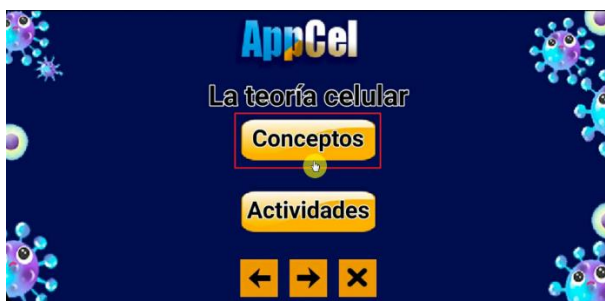 AppCel
La teoría celular
Conceptos
Actividades